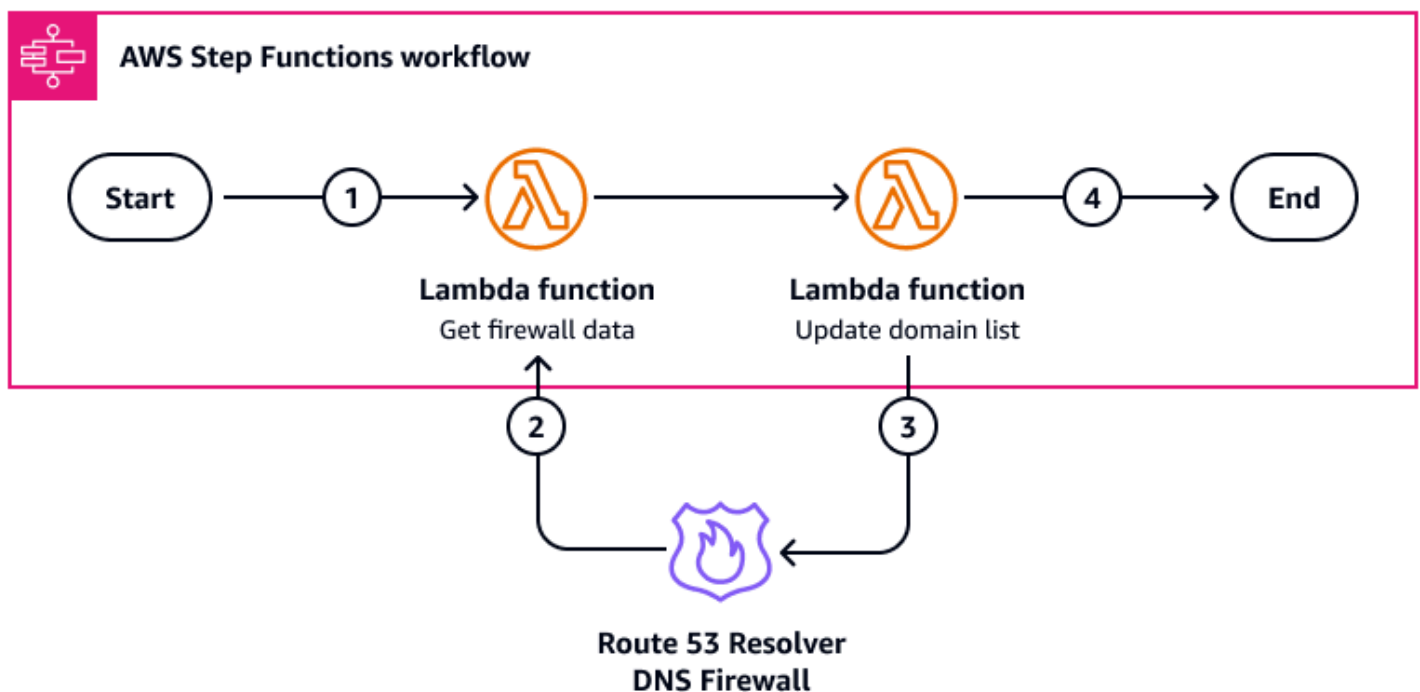 AWS Step Functions workflow
Start
1
4
End
Lambda function
Get firewall data
Lambda function
Update domain list
2
3
Route 53 Resolver
DNS Firewall